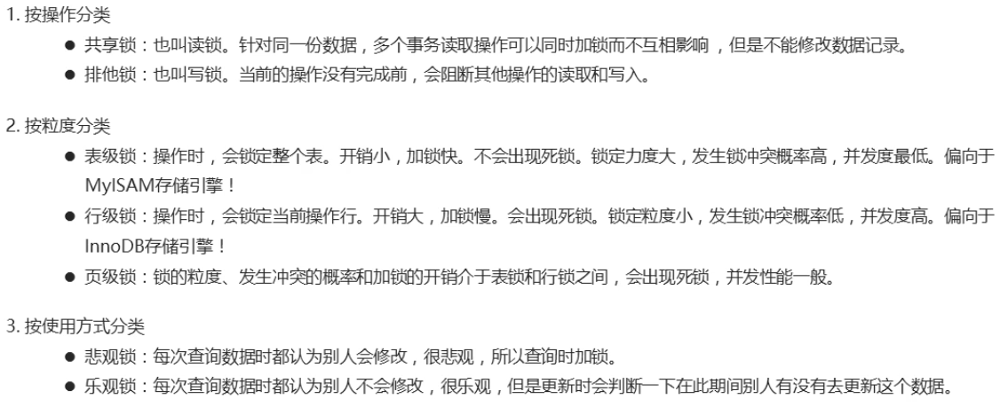 1. 按操作分类
● 共享锁：也叫读锁。针对同一份数据，多个事务读取操作可以同时加锁而不互相影响 ，但是不能修改数据记录。
● 排他锁：也叫写锁。当前的操作没有完成前，会阻断其他操作的读取和写入。
2. 按粒度分类
● 表级锁：操作时，会锁定整个表。开销小，加锁快。不会出现死锁。锁定力度大，发生锁冲突概率高，并发度最低。偏向于
MyISAM存储引擎！
● 行级锁：操作时，会锁定当前操作行。开销大，加锁慢。会出现死锁。锁定粒度小，发生锁冲突概率低，并发度高。偏向于
InnoDB存储引擎！
● 页级锁：锁的粒度、发生冲突的概率和加锁的开销介于表锁和行锁之间，会出现死锁，并发性能一般。
3. 按使用方式分类
● 悲观锁：每次查询数据时都认为别人会修改，很悲观，所以查询时加锁。
● 乐观锁：每次查询数据时都认为别人不会修改，很乐观，但是更新时会判断一下在此期间别人有没有去更新这个数据。